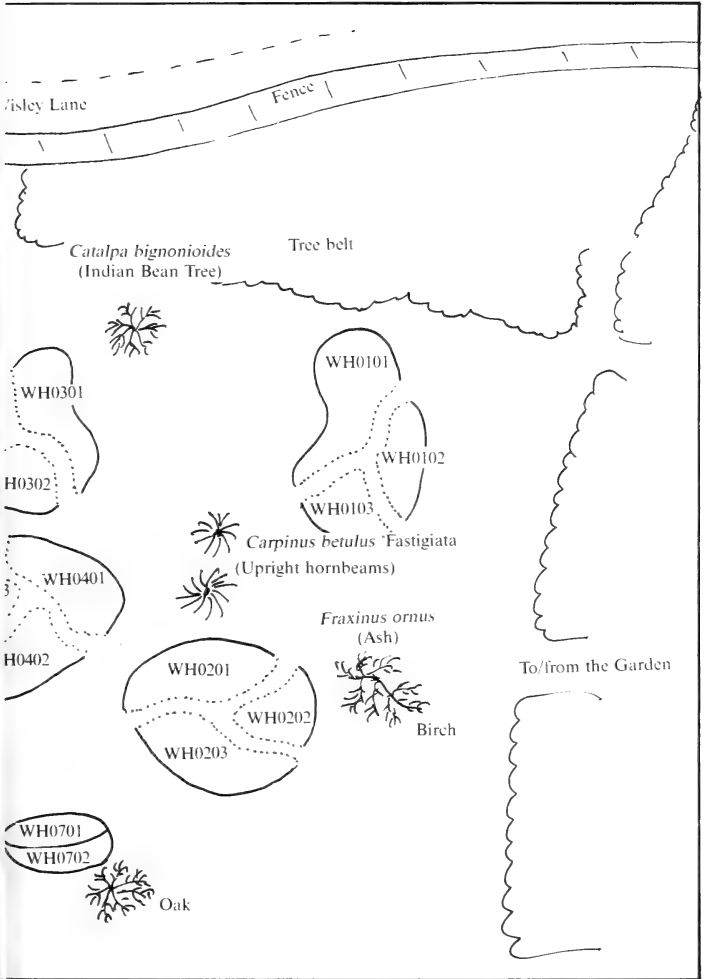 isley Lane
Fence
Catalpa bignonioides
(Indian Bean Tree)
Tree belt
WH0301
WH0101
H0302
WH0102
WH0103
Carpinus betulus 'Fastigiata
(Upright hornbeams)
3
WH0401
Fraxinus ornus
(Ash)
H0402
WH0201
To/from the Garden
WH0202
Birch
WH0203
WH0701
WH0702
Oak